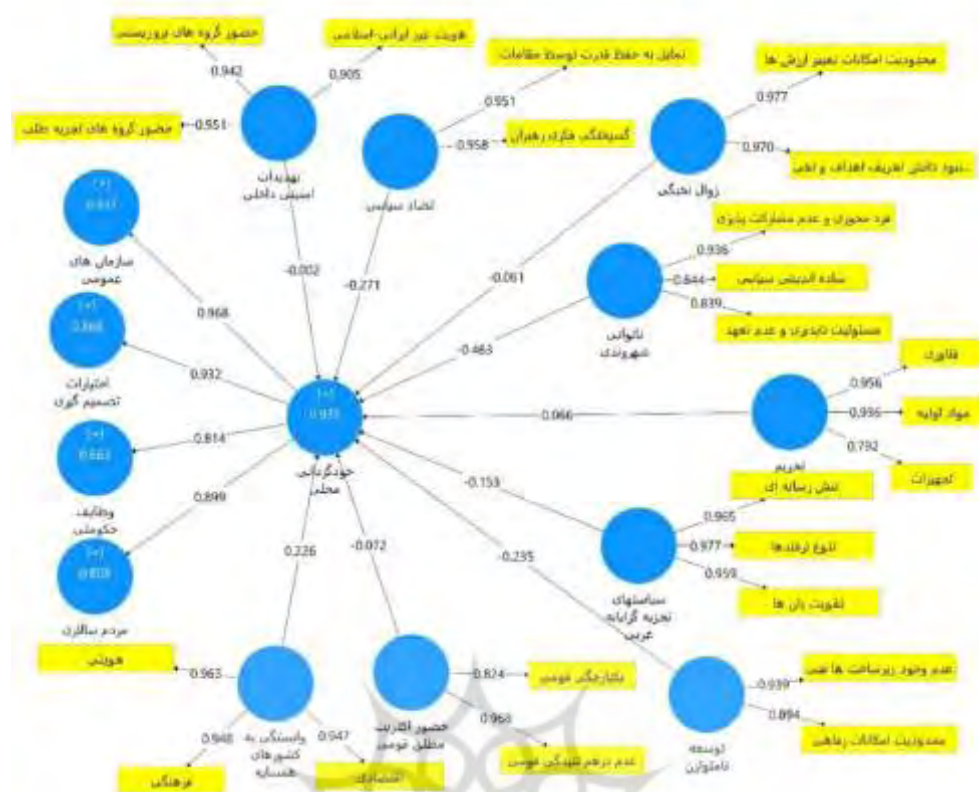 حضور گروه های تروریستی
هویت غیر ایرانی-اسلامی
تمایل به حفظ قدرت توسط مقامات
محدودیت امکانات تغییر ارزش ها
0.942
0.905
0.951
0.977
حضور گروه های تجزیه طلب
0.951
0.958
گسیختگی فکری رهبران
0.970
نبود دانش تعریف اهداف و
تهدیدات
امنیتی داخلی
تضاد سیاسی
زوال نخبگی
[+]
سازمان های
عمومی
فرد محوری و عدم مشارکت پذیری
0.936
0.844
ساده اندیشی سیاسی
0.839
مسئولیت ناپذیری و عدم تعهد
ناتوانی
شهروندی
-0.002
-0.271
-0.061
-0.463
0.968
[+]
اختیارات
تصمیم گیری
0.932
فناوری
0.956
مواد اولیه
0.936
0.792
تجهیزات
تحریم
0.066
[+]
خودگردانی
محلی
[+]
0.814
وظایف
حکومتی
0.899
[+]
مردم سالاری
-0.153
تنش رسانه ای
0.965
0.977
تنوع ترفندها
0.959
تقویت پان ها
سیاستهای
تجزیه گرایانه
غربی
0.226
-0.072
-0.235
هویتی
0.963
0.948
0.947
فرهنگی
اقتصادی
وابستگی به
کشورهای
همسایه
یکپارچگی قومی
0.824
0.968
عدم درهم تنیدگی قومی
حضور اکثریت
مطلق قومی
عدم وجود زیرساخت ها
0.939
0.894
محدودیت امکانات رفاهی
توسعه
نامتوازن